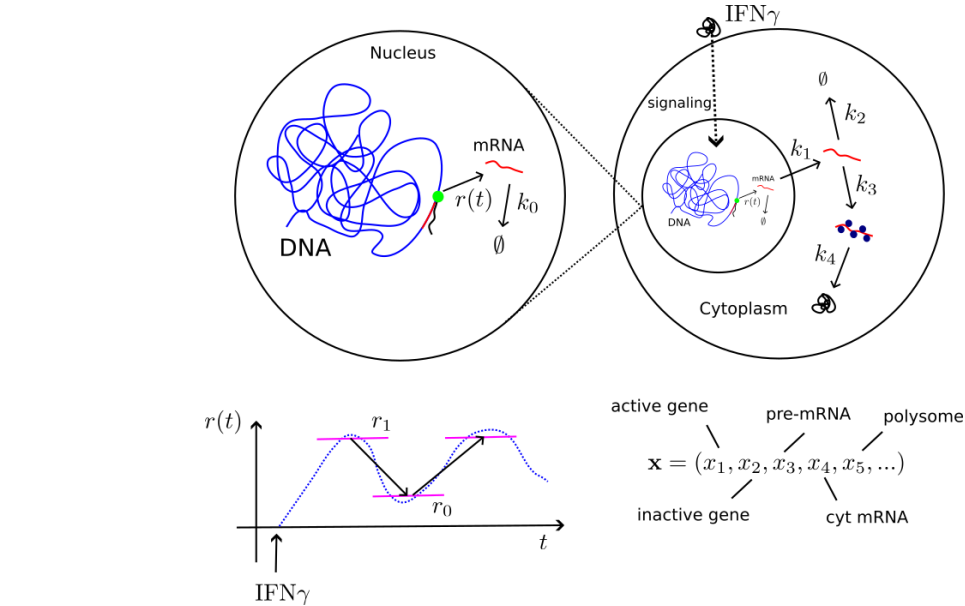 Nucleus
mRNA
r(t)
k₀
∅
DNA
IFNγ
signaling
∅
k₂
k₁
k₃
mRNA
r(t)
∅
DNA
k₄
Cytoplasm
r(t)
r₁
r₀
t
IFNγ
active gene
pre-mRNA
polysome
x = (x₁, x₂, x₃, x₄, x₅, ...)
inactive gene
cyt mRNA